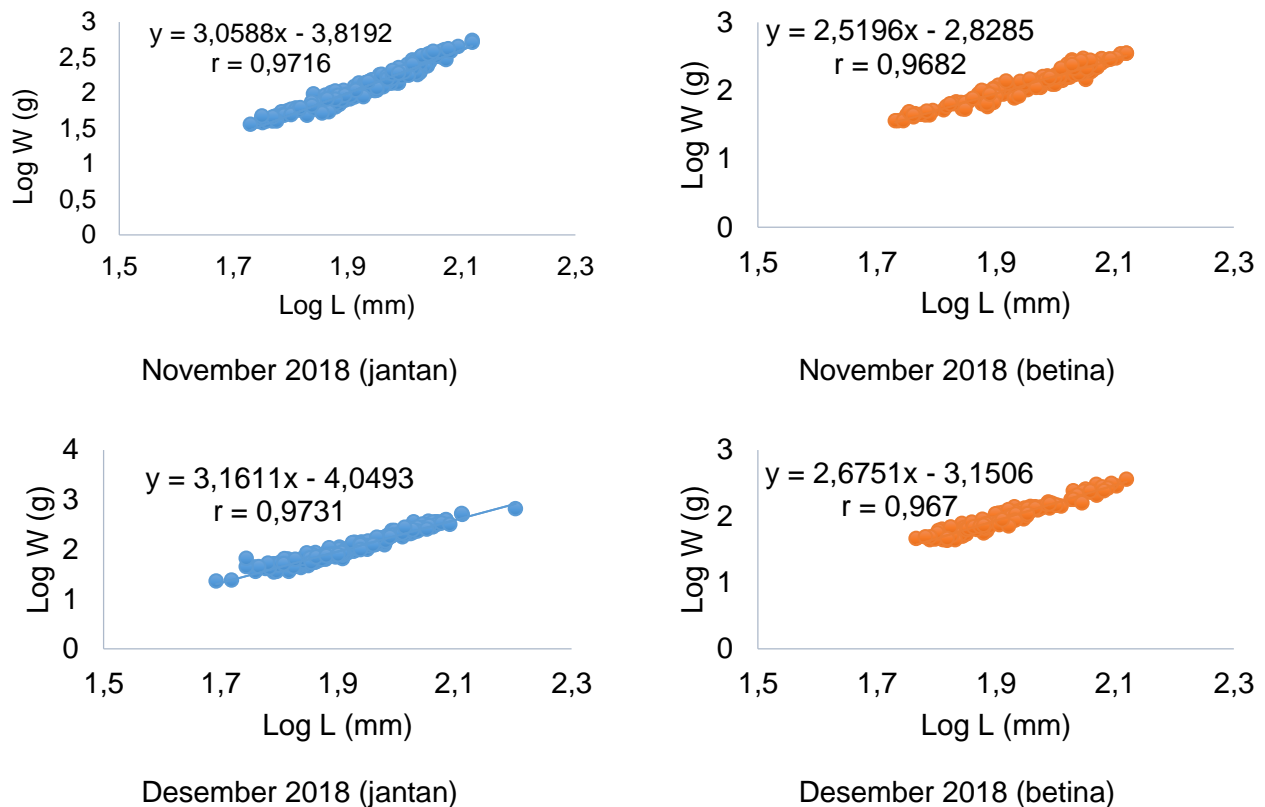 y = 3,0588x - 3,8192
r = 0,9716
Log W (g)
3
2,5
2
1,5
1
0,5
0
1,5 1,7 1,9 2,1 2,3
Log L (mm)
November 2018 (jantan)
y = 2,5196x - 2,8285
r = 0,9682
Log W (g)
3
2
1
0
1,5 1,7 1,9 2,1 2,3
Log L (mm)
November 2018 (betina)
y = 3,1611x - 4,0493
r = 0,9731
Log W (g)
4
3
2
1
0
1,5 1,7 1,9 2,1 2,3
Log L (mm)
Desember 2018 (jantan)
y = 2,6751x - 3,1506
r = 0,967
Log W (g)
3
2
1
0
1,5 1,7 1,9 2,1 2,3
Log L (mm)
Desember 2018 (betina)